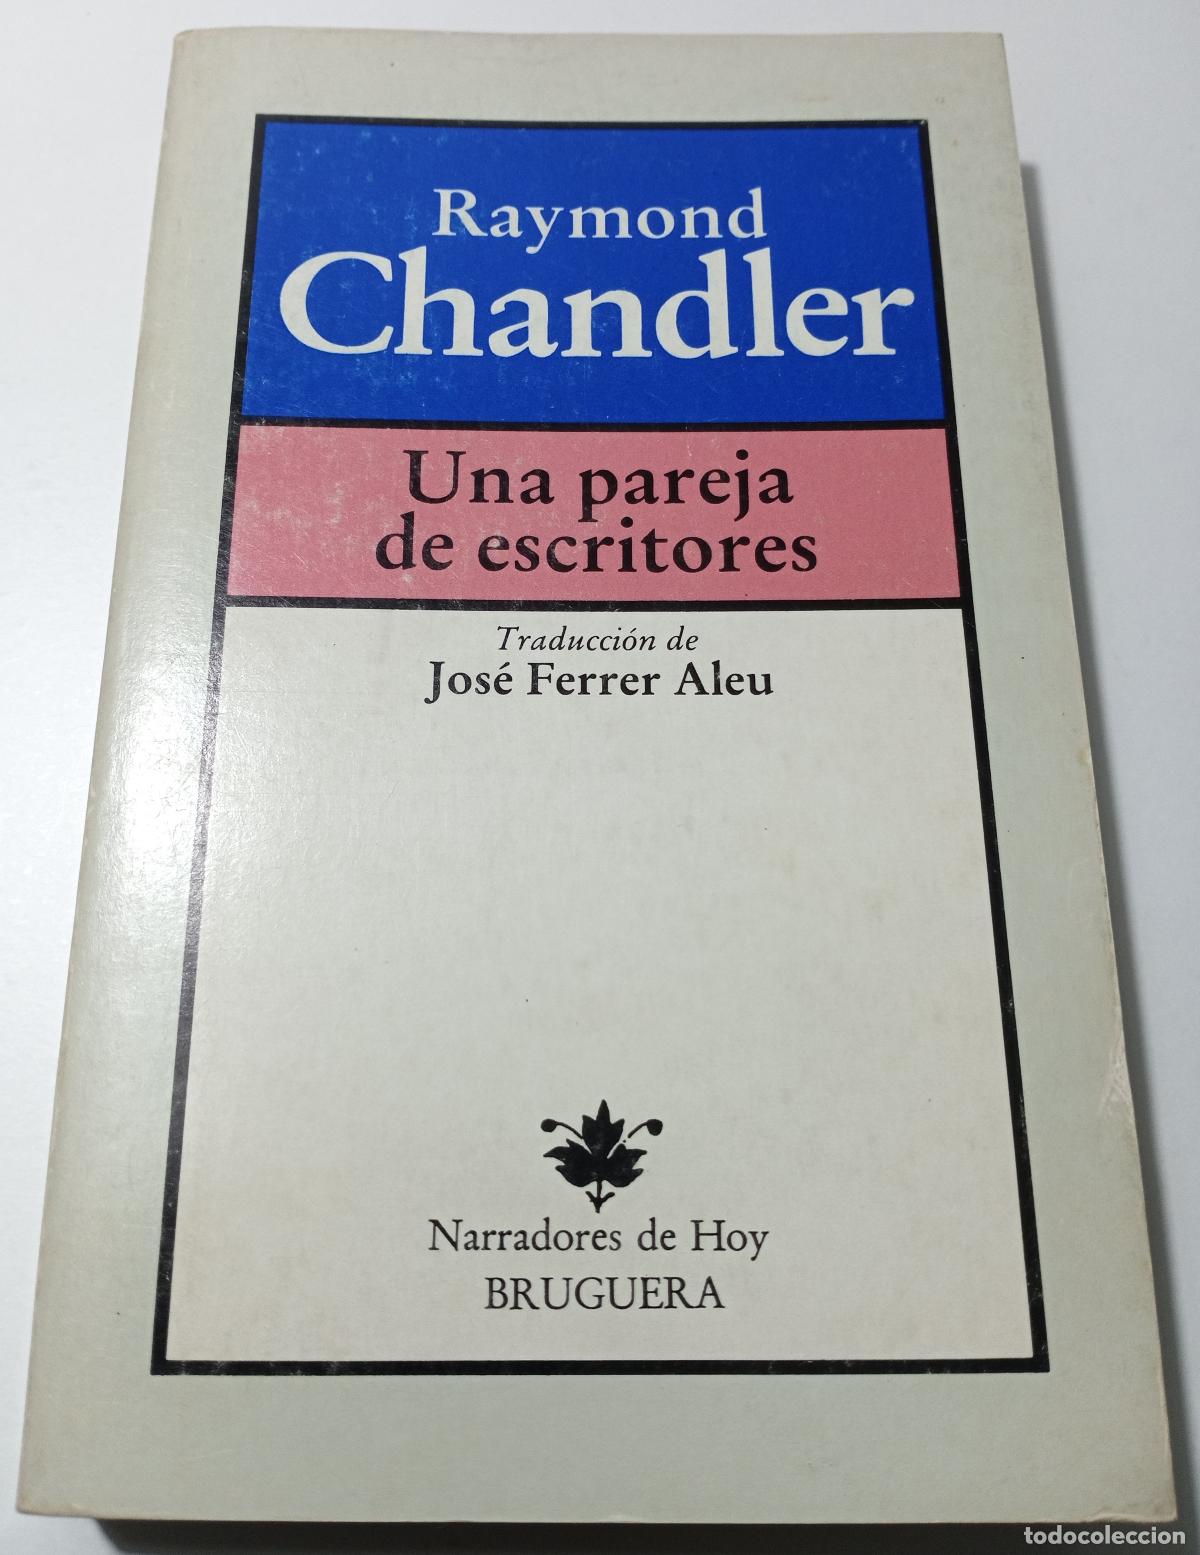 Raymond
Chandler
Una pareja
de escritores
Traducción de
José Ferrer Aleu
Narradores de Hoy
BRUGUERA
todocoleccion